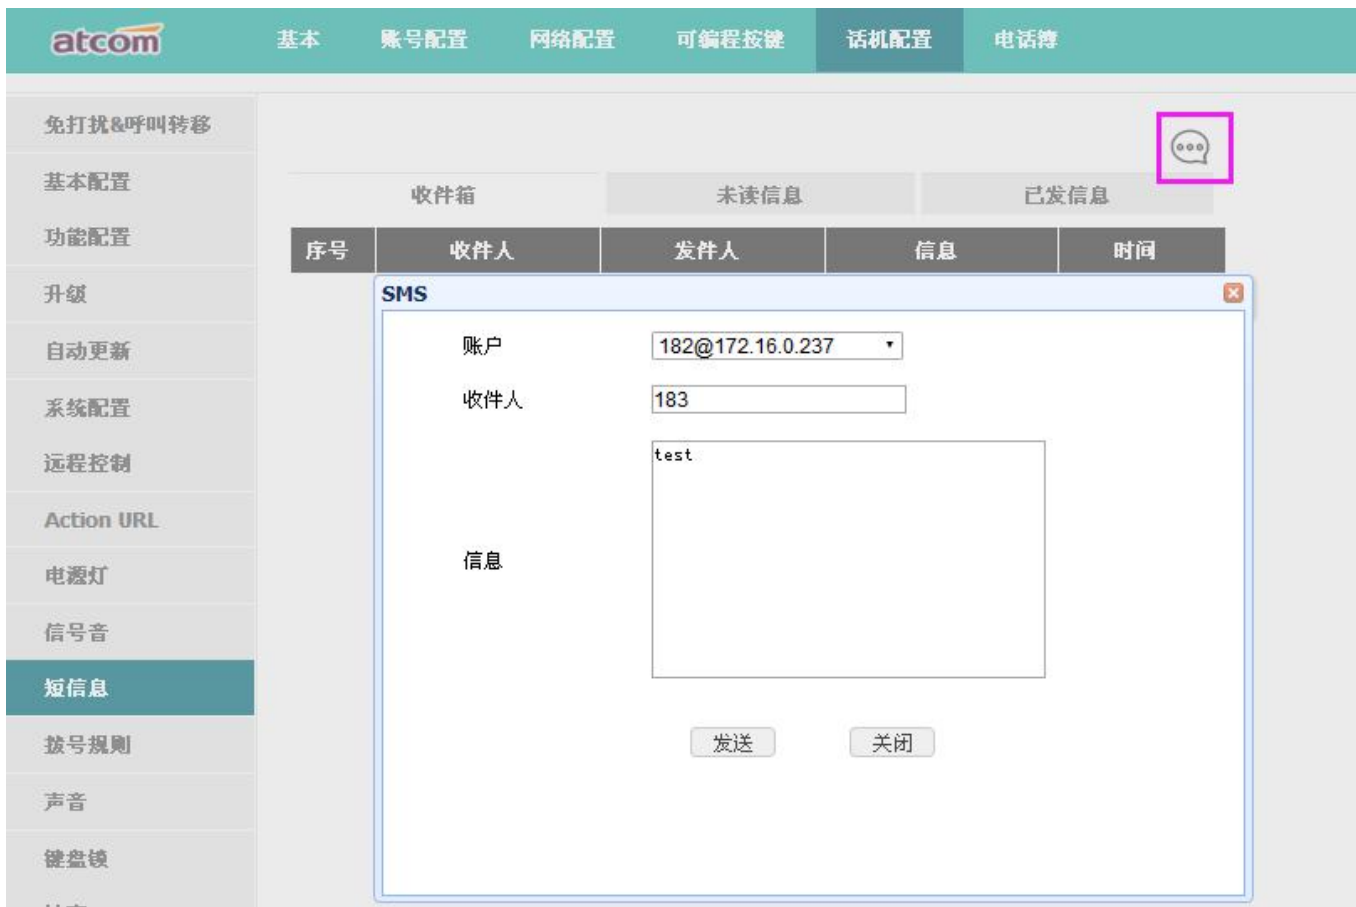 atcom
基本 账号配置 网络配置 可编程按键 话机配置 电话簿
免打扰&呼叫转移
基本配置
功能配置
升级
自动更新
系统配置
远程控制
Action URL
电源灯
信号音
短信息
拨号规则
声音
键盘锁
收件箱 未读信息 已发信息
序号 收件人 发件人 信息 时间
SMS
账户 182@172.16.0.237
收件人 183
信息 test
发送 关闭